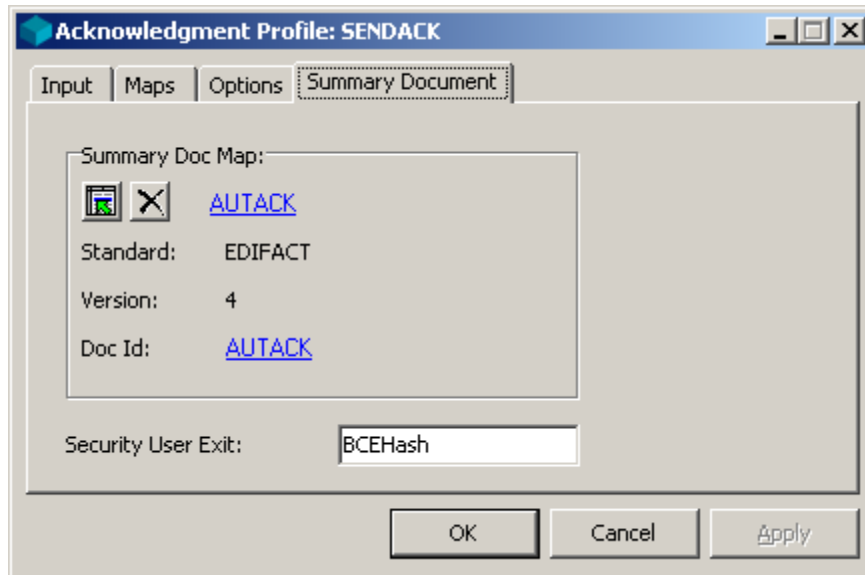 Acknowledgment Profile: SENDACK
Input Maps Options Summary Document
Summary Doc Map:
AUTACK
Standard: EDIFACT
Version: 4
Doc Id: AUTACK
Security User Exit: BCEHash
OK Cancel Apply